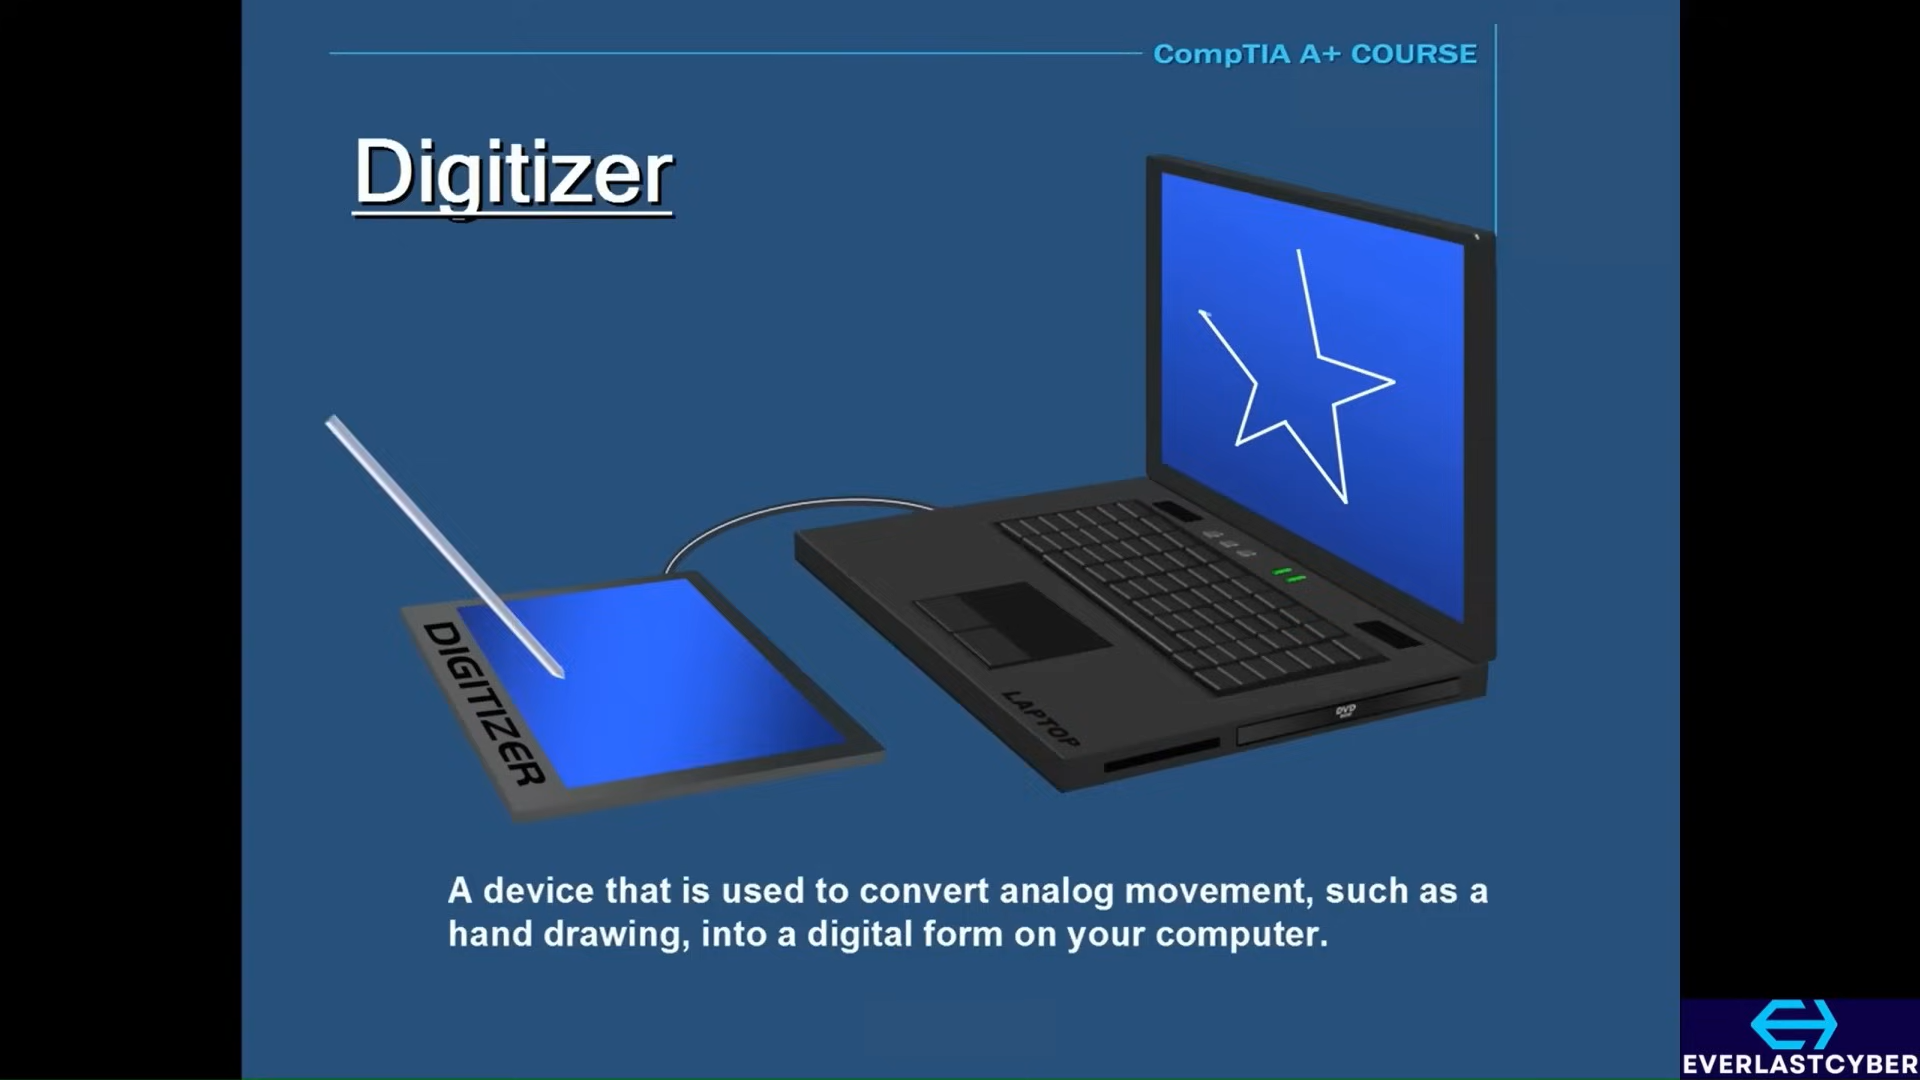 CompTIA A+ COURSE
Digitizer
DIGITIZER
LAPTOP
DVD
A device that is used to convert analog movement, such as a
hand drawing, into a digital form on your computer.
EVERLASTCYBER